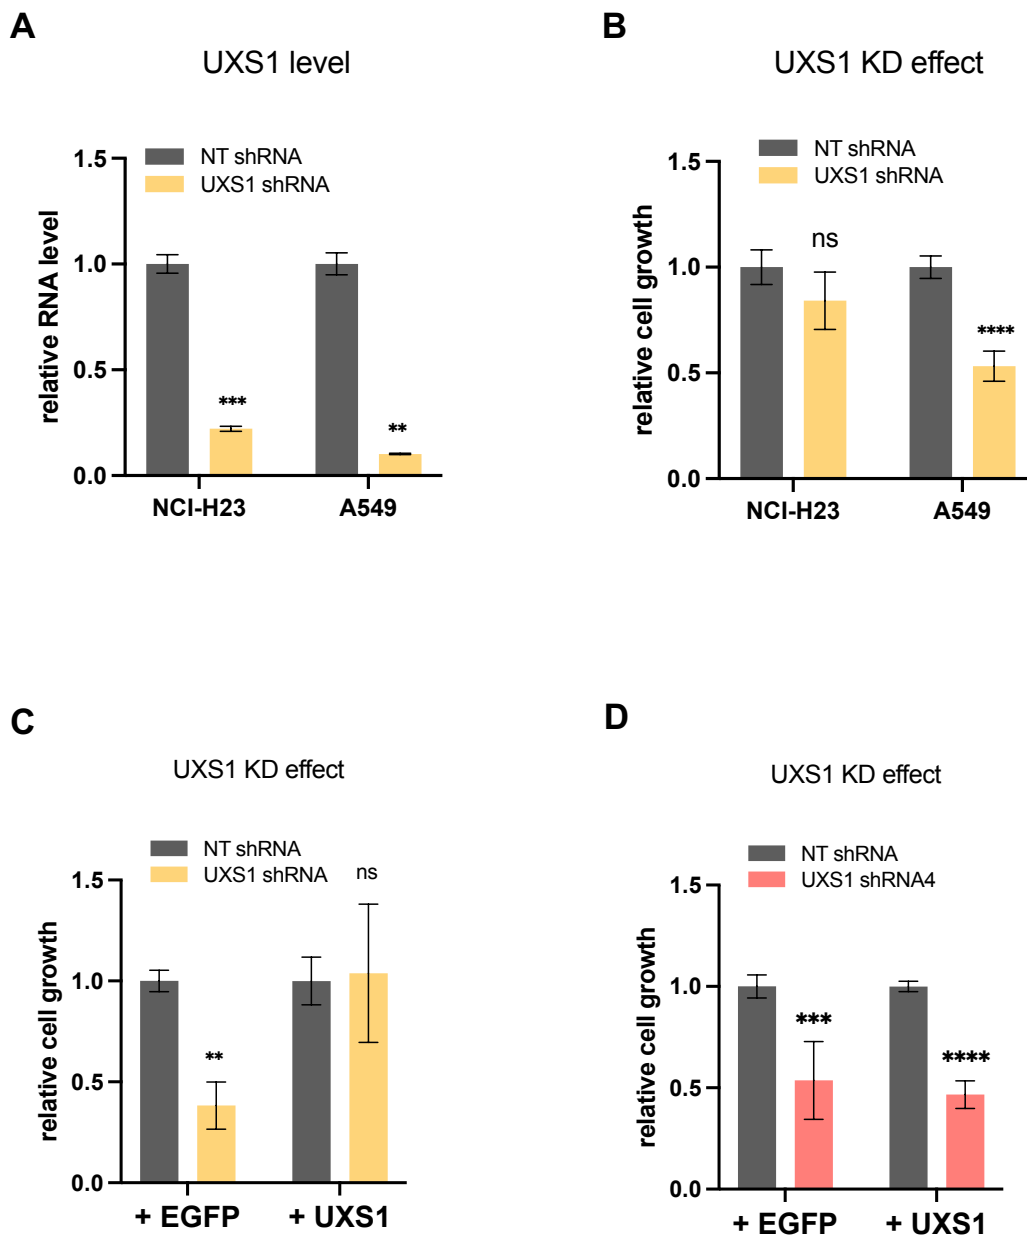 A
UXS1 level
NT shRNA
UXS1 shRNA
relative RNA level
1.5
1.0
0.5
0.0
***
**
NCI-H23
A549
B
UXS1 KD effect
NT shRNA
UXS1 shRNA
relative cell growth
1.5
1.0
0.5
0.0
ns
****
NCI-H23
A549
C
UXS1 KD effect
NT shRNA
UXS1 shRNA
relative cell growth
1.5
1.0
0.5
0.0
**
ns
+ EGFP
+ UXS1
D
UXS1 KD effect
NT shRNA
UXS1 shRNA4
relative cell growth
1.5
1.0
0.5
0.0
***
****
+ EGFP
+ UXS1